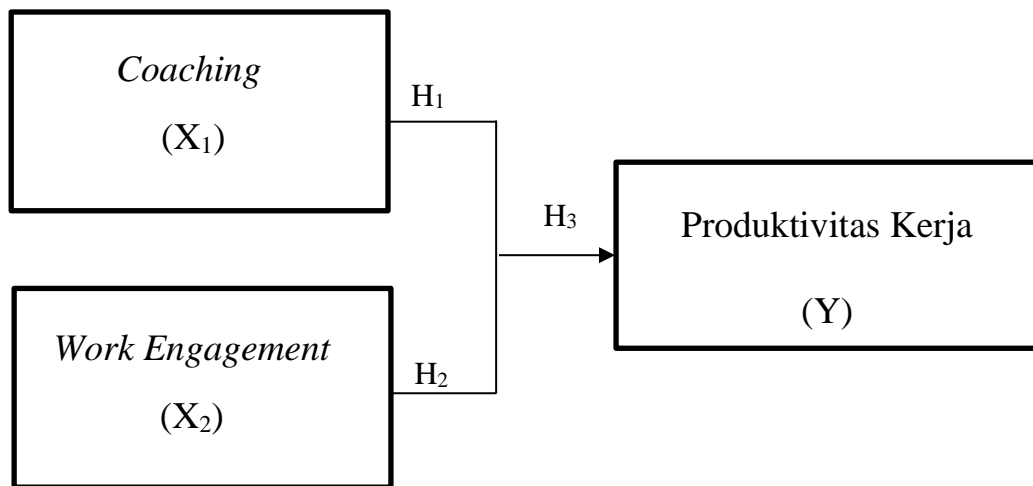 Coaching
(X₁)
H₁
Work Engagement
(X₂)
H₂
H₃
Produktivitas Kerja
(Y)